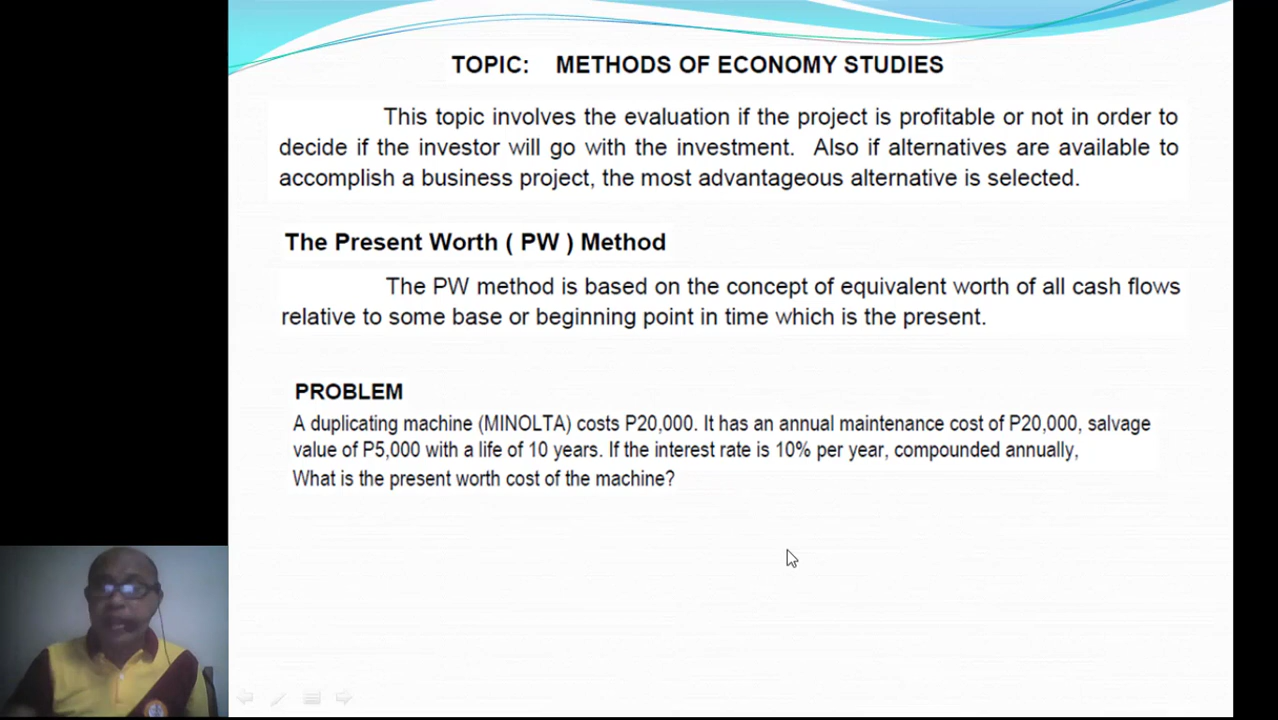 TOPIC: METHODS OF ECONOMY STUDIES
This topic involves the evaluation if the project is profitable or not in order to
decide if the investor will go with the investment. Also if alternatives are available to
accomplish a business project, the most advantageous alternative is selected.
The Present Worth ( PW ) Method
The PW method is based on the concept of equivalent worth of all cash flows
relative to some base or beginning point in time which is the present.
PROBLEM
A duplicating machine (MINOLTA) costs P20,000. It has an annual maintenance cost of P20,000, salvage
value of P5,000 with a life of 10 years. If the interest rate is 10% per year, compounded annually,
What is the present worth cost of the machine?